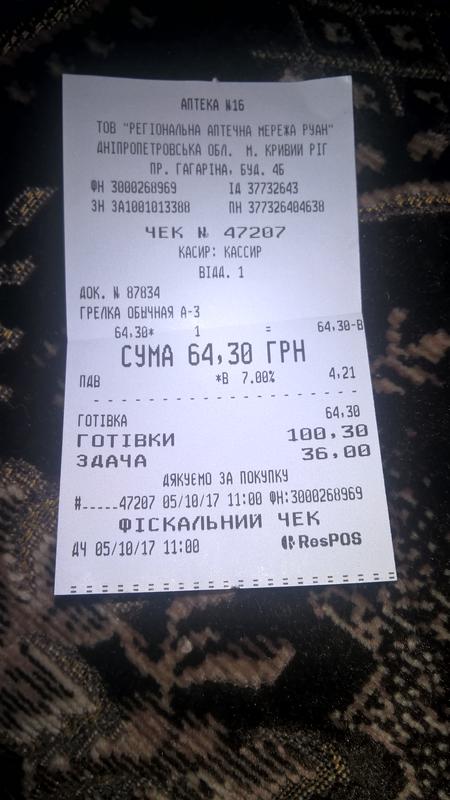 АПТЕКА №16
ТОВ "РЕГІОНАЛЬНА АПТЕЧНА МЕРЕЖА РУАН"
ДНІПРОПЕТРОВСЬКА ОБЛ. М. КРИВИЙ РІГ
ПР. ГАГАРІНА, БУД. 4Б
ФН 3000268969 ІД 37732643
ЗН ЗА1001013388 ПН 377326404638
ЧЕК № 47207
КАСИР: КАССИР
ВІДД. 1
ДОК. № 87834
ГРЕЛКА ОБЫЧНАЯ А-3
64,30* 1 = 64,30-В
СУМА 64,30 ГРН
ПДВ *В 7.00% 4,21
ГОТІВКА 64,30
ГОТІВКИ 100,30
ЗДАЧА 36,00
ДЯКУЄМО ЗА ПОКУПКУ
#.....47207 05/10/17 11:00 ФН:3000268969
ФІСКАЛЬНИЙ ЧЕК
ДЧ 05/10/17 11:00 ResPOS